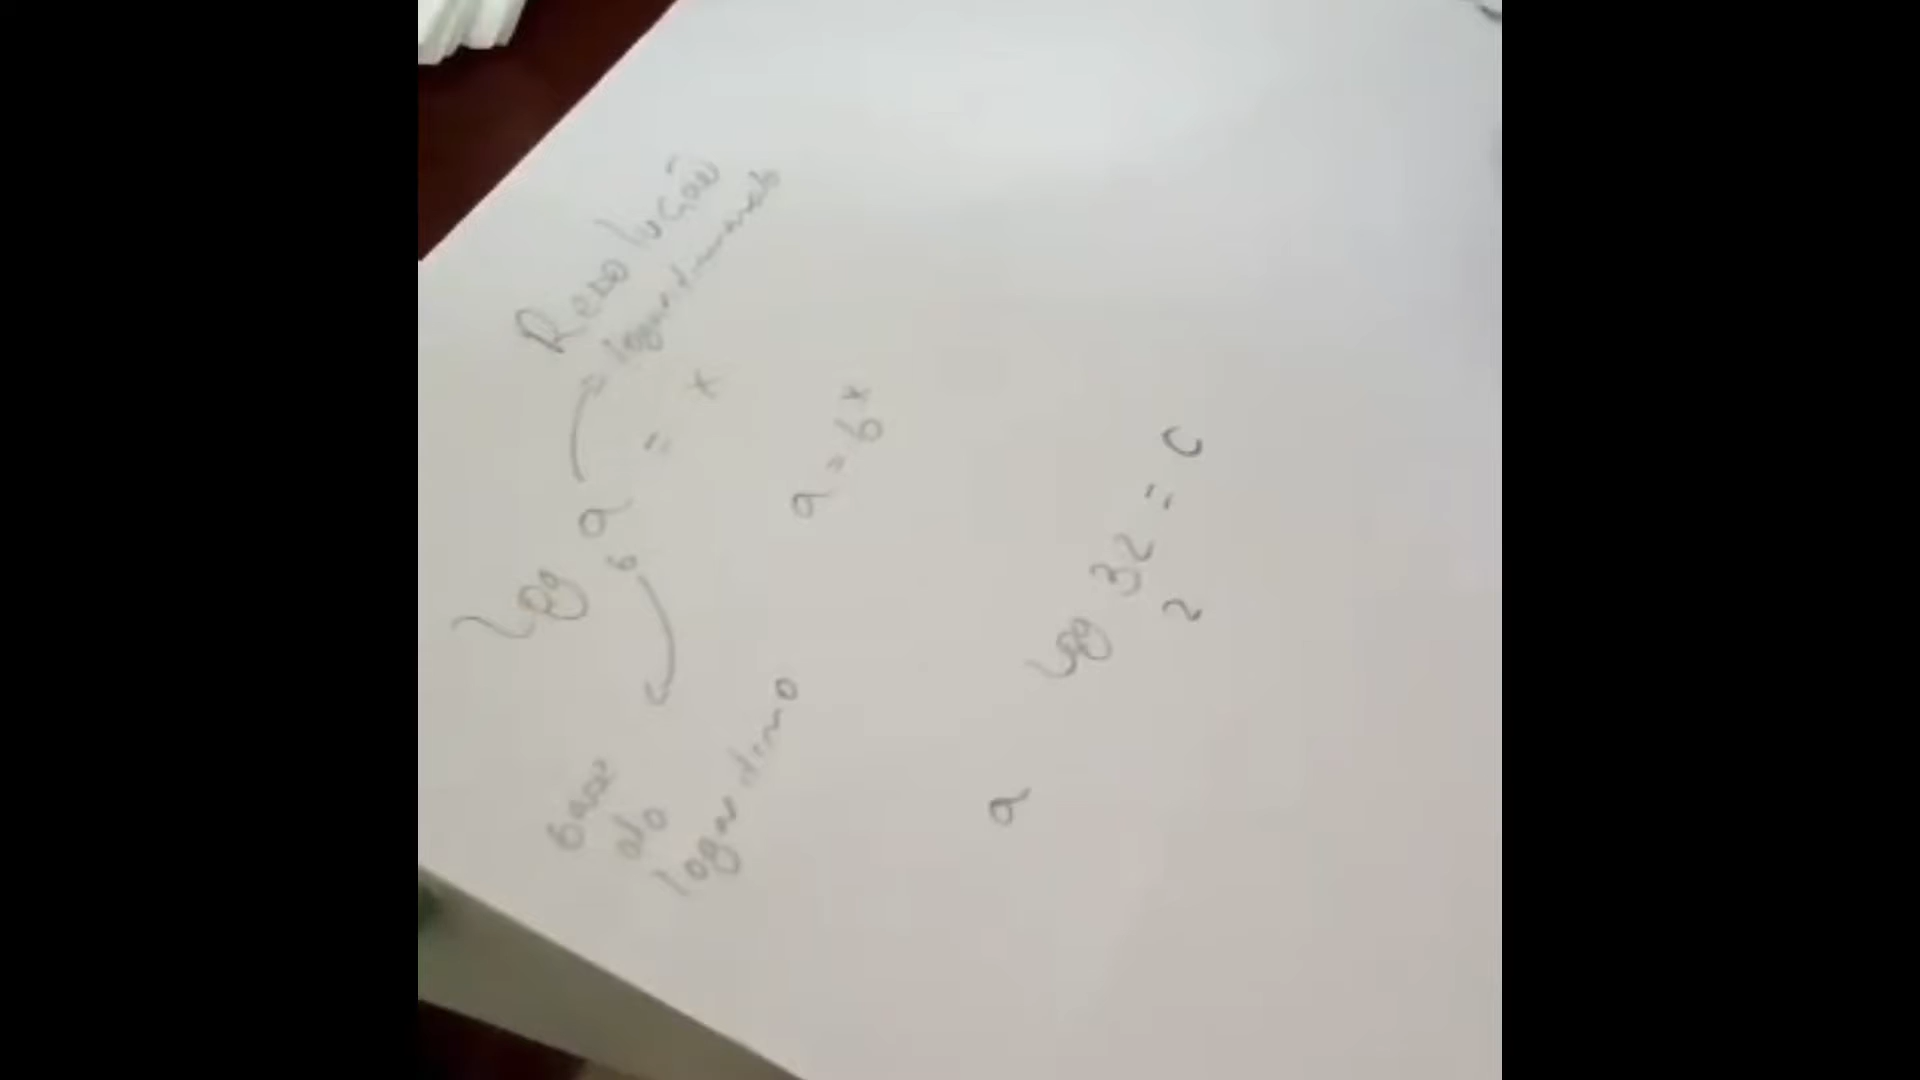 Resolução
logaritmando
log_b a = x
base
do
logaritmo
a = b^x
a log_2 32 = c